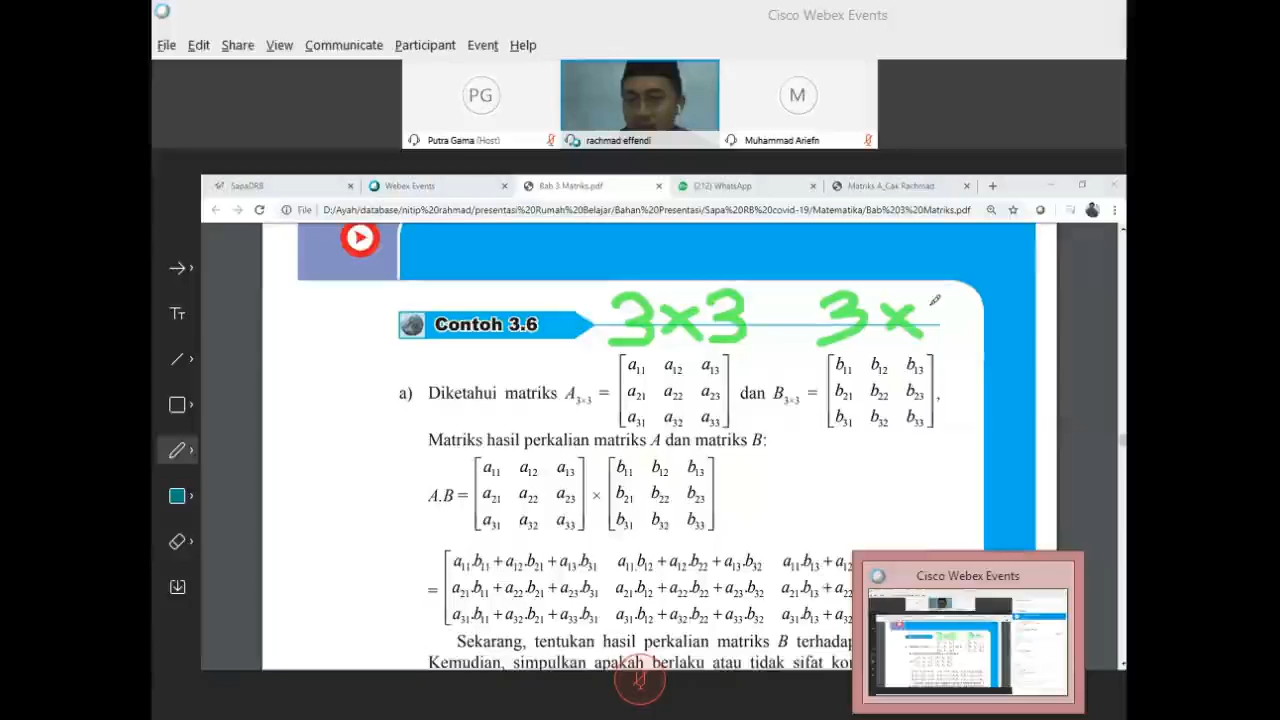 Cisco Webex Events
File Edit Share View Communicate Participant Event Help
PG M
Putra Gama (Host) rachmad effendi Muhammad Ariefn
SapaDRB Webex Events Bab 3 Matriks.pdf (212) WhatsApp Matriks A_Cak Rachmad
File D:/Ayah/database/nitip%20rahmad/presentasi%20Rumah%20Belajar/Bahan%20Presentasi/Sapa%20RB%20covid-19/Matematika/Bab%203%20Matriks.pdf
3x3 3x
Contoh 3.6
a) Diketahui matriks A₃ₓ₃ = [a₁₁ a₁₂ a₁₃
a₂₁ a₂₂ a₂₃
a₃₁ a₃₂ a₃₃] dan B₃ₓ₃ = [b₁₁ b₁₂ b₁₃
b₂₁ b₂₂ b₂₃
b₃₁ b₃₂ b₃₃],
Matriks hasil perkalian matriks A dan matriks B:
A.B = [a₁₁ a₁₂ a₁₃
a₂₁ a₂₂ a₂₃
a₃₁ a₃₂ a₃₃] × [b₁₁ b₁₂ b₁₃
b₂₁ b₂₂ b₂₃
b₃₁ b₃₂ b₃₃]
= [a₁₁.b₁₁ + a₁₂.b₂₁ + a₁₃.b₃₁ a₁₁.b₁₂ + a₁₂.b₂₂ + a₁₃.b₃₂ a₁₁.b₁₃ + a₁₂
a₂₁.b₁₁ + a₂₂.b₂₁ + a₂₃.b₃₁ a₂₁.b₁₂ + a₂₂.b₂₂ + a₂₃.b₃₂ a₂₁.b₁₃ + a₂₂
a₃₁.b₁₁ + a₃₂.b₂₁ + a₃₃.b₃₁ a₃₁.b₁₂ + a₃₂.b₂₂ + a₃₃.b₃₂ a₃₁.b₁₃ + a₃₂
Sekarang, tentukan hasil perkalian matriks B terhadap
Kemudian, simpulkan apakah berlaku atau tidak sifat kor
Cisco Webex Events
Tт